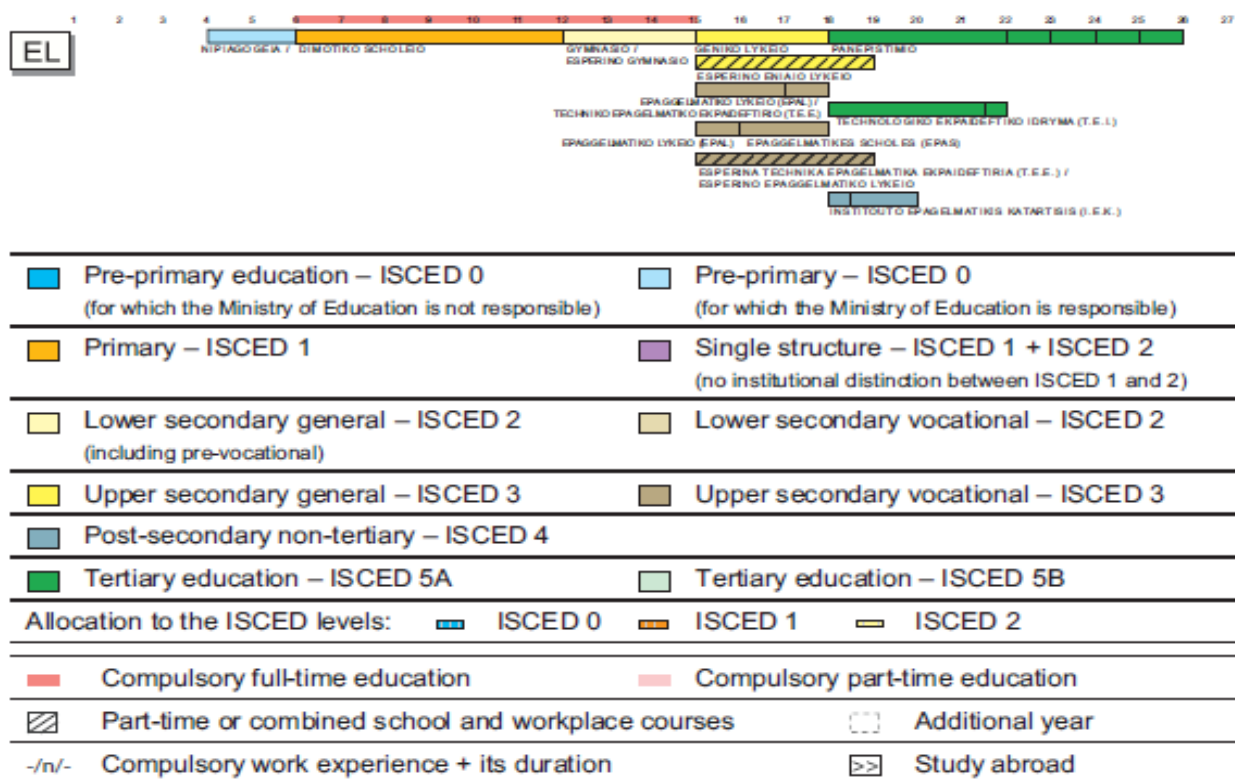 1 2 3 4 5 6 7 8 9 10 11 12 13 14 15 16 17 18 19 20 21 22 23 24 25 26 27
EL
NIPIAGOGEIA / DIMOTIKO SCHOLEIO GYMNASIO / GENIKO LYKEIO PANEPISTIMIO
ESPERINO GYMNASIO
ESPERINO ENIAIO LYKEIO
EPAGGELMATIKO LYKEIO (EPAL) /
TECHNIKO EPAGELMATIKO EKPAIDEFTIRIO (T.E.E.) TECHNOLOGIKO EKPAIDEFTIKO IDRYMA (T.E.I.)
EPAGGELMATIKO LYKEIO (EPAL) EPAGGELMATIKES SCHOLES (EPAS)
ESPERINA TECHNIKA EPAGELMATIKA EKPAIDEFTIRIA (T.E.E.) /
ESPERINO EPAGGELMATIKO LYKEIO
INSTITOUTO EPAGELMATIKIS KATARTISIS (I.E.K.)
Pre-primary education – ISCED 0 Pre-primary – ISCED 0
(for which the Ministry of Education is not responsible) (for which the Ministry of Education is responsible)
Primary – ISCED 1 Single structure – ISCED 1 + ISCED 2
(no institutional distinction between ISCED 1 and 2)
Lower secondary general – ISCED 2 Lower secondary vocational – ISCED 2
(including pre-vocational)
Upper secondary general – ISCED 3 Upper secondary vocational – ISCED 3
Post-secondary non-tertiary – ISCED 4
Tertiary education – ISCED 5A Tertiary education – ISCED 5B
Allocation to the ISCED levels: ISCED 0 ISCED 1 ISCED 2
Compulsory full-time education Compulsory part-time education
Part-time or combined school and workplace courses Additional year
-/n/- Compulsory work experience + its duration >> Study abroad